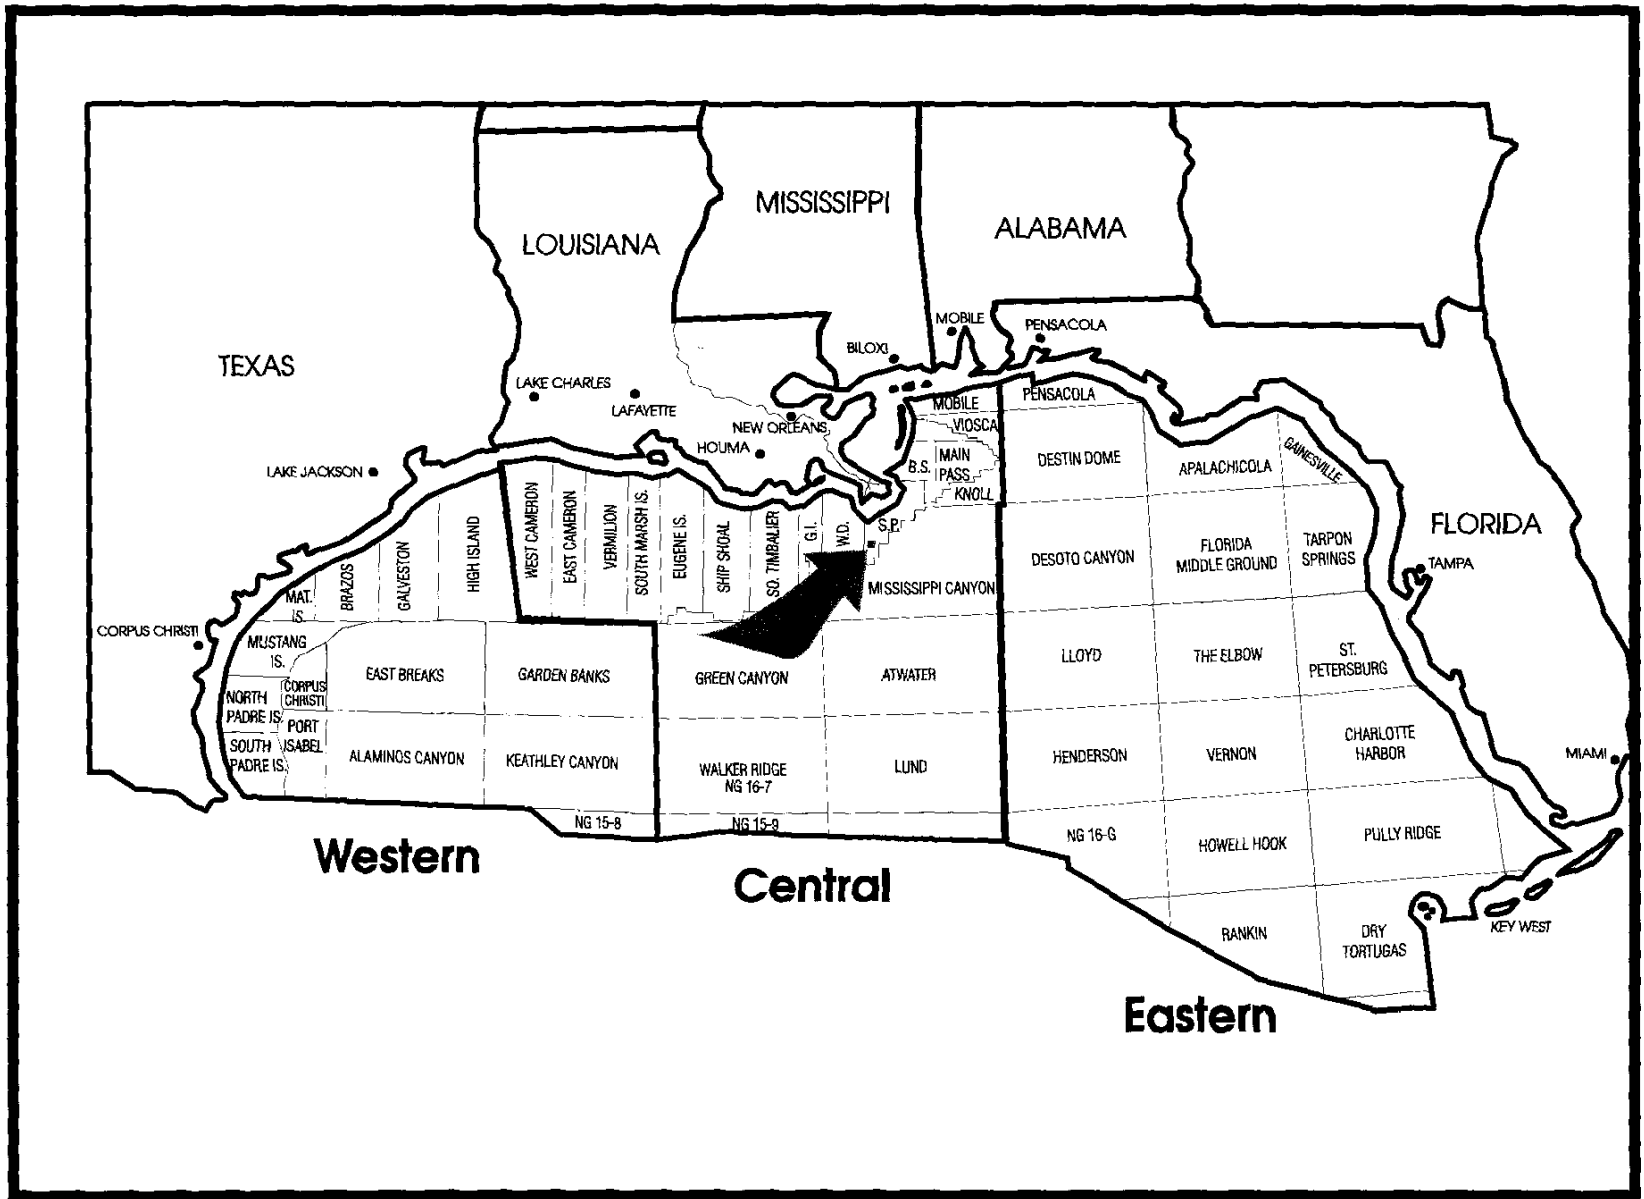 MISSISSIPPI
ALABAMA
LOUISIANA
TEXAS
FLORIDA
MOBILE
PENSACOLA
BILOXI
LAKE CHARLES
LAFAYETTE
NEW ORLEANS
HOUMA
LAKE JACKSON
CORPUS CHRISTI
TAMPA
MIAMI
KEY WEST
MOBILE
PENSACOLA
VIOSCA
B.S.
MAIN
PASS
KNOLL
DESTIN DOME
APALACHICOLA
GAINESVILLE
WEST CAMERON
EAST CAMERON
VERMILION
SOUTH MARSH IS.
EUGENE IS.
SHIP SHOAL
SO. TIMBALIER
G.I.
W.D.
S.P.
HIGH ISLAND
GALVESTON
BRAZOS
MAT.
IS.
MUSTANG
IS.
NORTH
PADRE IS.
CORPUS
CHRISTI
SOUTH
PADRE IS.
PORT
ISABEL
MISSISSIPPI CANYON
DESOTO CANYON
FLORIDA
MIDDLE GROUND
TARPON
SPRINGS
EAST BREAKS
GARDEN BANKS
GREEN CANYON
ATWATER
LLOYD
THE ELBOW
ST.
PETERSBURG
ALAMINOS CANYON
KEATHLEY CANYON
WALKER RIDGE
NG 16-7
LUND
HENDERSON
VERNON
CHARLOTTE
HARBOR
NG 15-8
NG 15-9
NG 16-G
HOWELL HOOK
PULLY RIDGE
RANKIN
DRY
TORTUGAS
Western
Central
Eastern